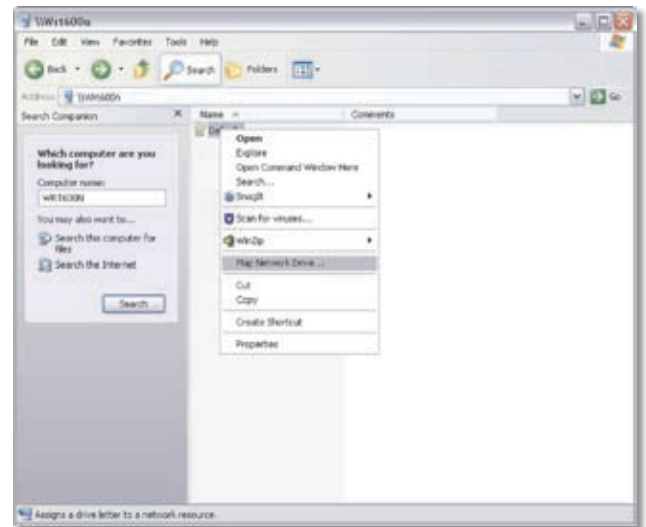 \\Wrt600n
File Edit View Favorites Tools Help
Back Search Folders
Address \\Wrt600n Go
Search Companion
Name Comments
Which computer are you
looking for?
Computer name:
wrt600n
You may also want to...
Search this computer for
files
Search the Internet
Search
Open
Explore
Open Command Window Here
Search...
SnagIt
Scan for viruses...
WinZip
Map Network Drive...
Cut
Copy
Create Shortcut
Properties
Assigns a drive letter to a network resource.